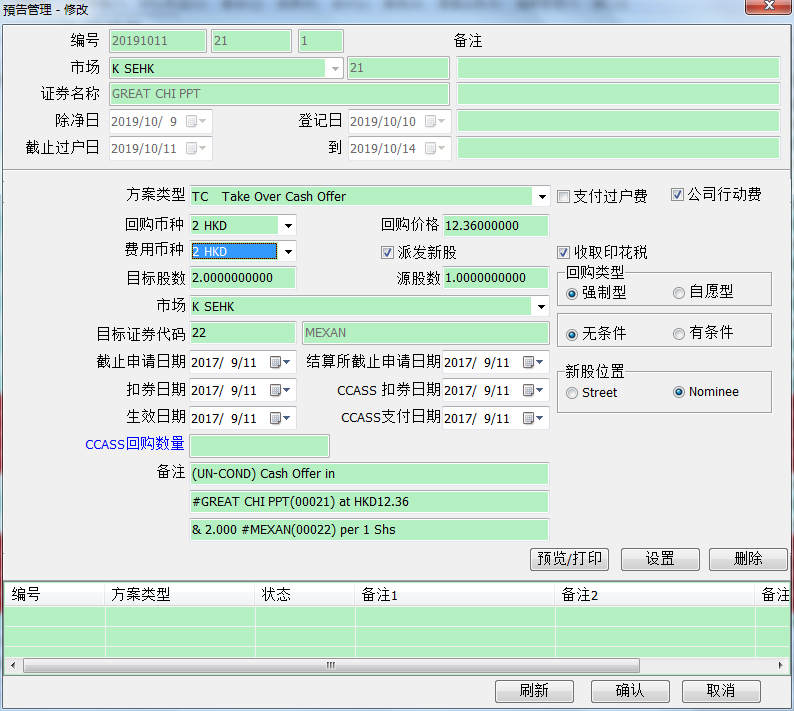 预告管理 - 修改
编号 20191011 21 1 备注
市场 K SEHK 21
证券名称 GREAT CHI PPT
除净日 2019/10/ 9 登记日 2019/10/10
截止过户日 2019/10/11 到 2019/10/14
方案类型 TC Take Over Cash Offer 支付过户费 公司行动费
回购币种 2 HKD 回购价格 12.36000000
费用币种 2 HKD 派发新股 收取印花税
回购类型
目标股数 2.0000000000 源股数 1.0000000000
强制型 自愿型
市场 K SEHK
目标证券代码 22 MEXAN 无条件 有条件
截止申请日期 2017/ 9/11 结算所截止申请日期 2017/ 9/11
新股位置
扣券日期 2017/ 9/11 CCASS 扣券日期 2017/ 9/11 Street Nominee
生效日期 2017/ 9/11 CCASS支付日期 2017/ 9/11
CCASS回购数量
备注 (UN-COND) Cash Offer in
#GREAT CHI PPT(00021) at HKD12.36
& 2.000 #MEXAN(00022) per 1 Shs
预览/打印 设置 删除
编号 方案类型 状态 备注1 备注2 备注
刷新 确认 取消